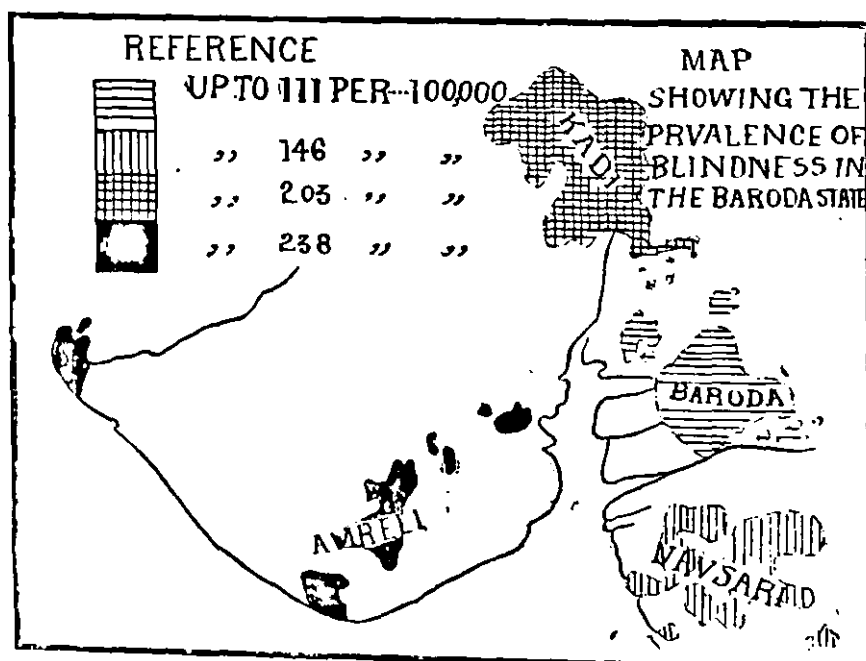 REFERENCE
UP TO 111 PER 100,000
,, 146 ,, ,,
,, 203 ,, ,,
,, 238 ,, ,,
MAP
SHOWING THE
PRVALENCE OF
BLINDNESS IN
THE BARODA STATE
KADI
BARODA
AMRELI
NAVSARAD